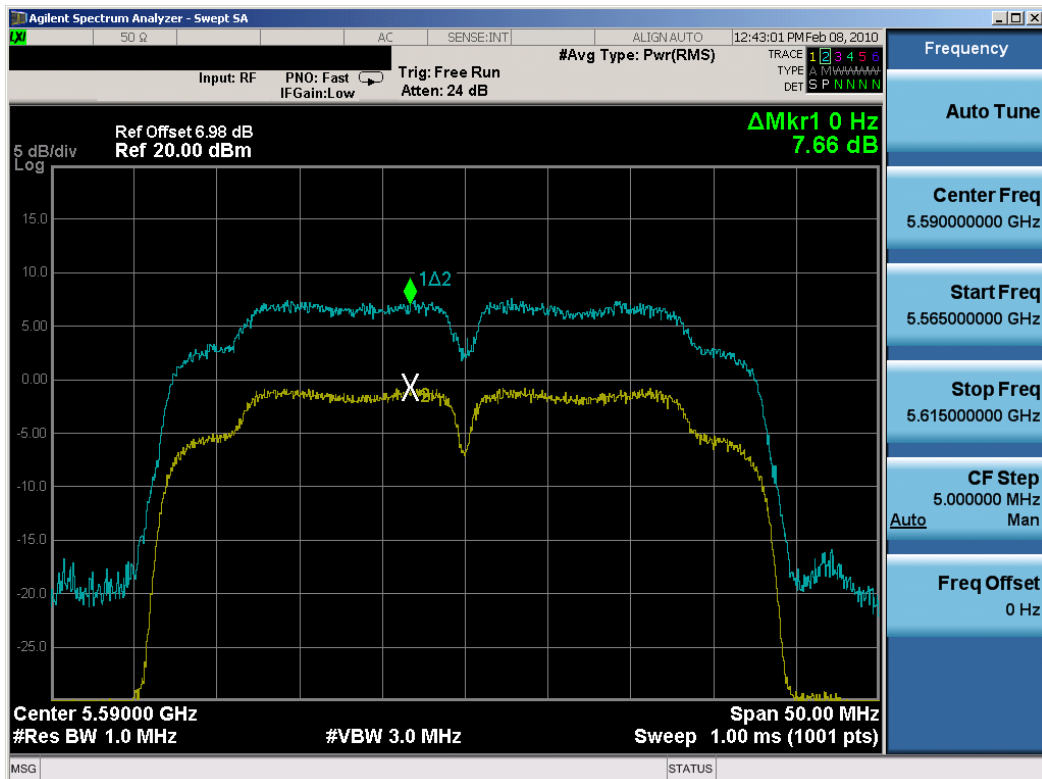 Agilent Spectrum Analyzer - Swept SA
LXI 50 Ω AC SENSE:INT ALIGN AUTO 12:43:01 PM Feb 08, 2010
#Avg Type: Pwr(RMS)
TRACE 1 2 3 4 5 6
TYPE A M W W W W
DET S P N N N N
Input: RF PNO: Fast Trig: Free Run
IFGain:Low Atten: 24 dB
ΔMkr1 0 Hz
7.66 dB
Ref Offset 6.98 dB
5 dB/div Ref 20.00 dBm
Log
15.0
10.0
5.00
0.00
-5.00
-10.0
-15.0
-20.0
-25.0
1Δ2
X2
Center 5.59000 GHz Span 50.00 MHz
#Res BW 1.0 MHz #VBW 3.0 MHz Sweep 1.00 ms (1001 pts)
MSG STATUS
Frequency
Auto Tune
Center Freq
5.590000000 GHz
Start Freq
5.565000000 GHz
Stop Freq
5.615000000 GHz
CF Step
5.000000 MHz
Auto Man
Freq Offset
0 Hz